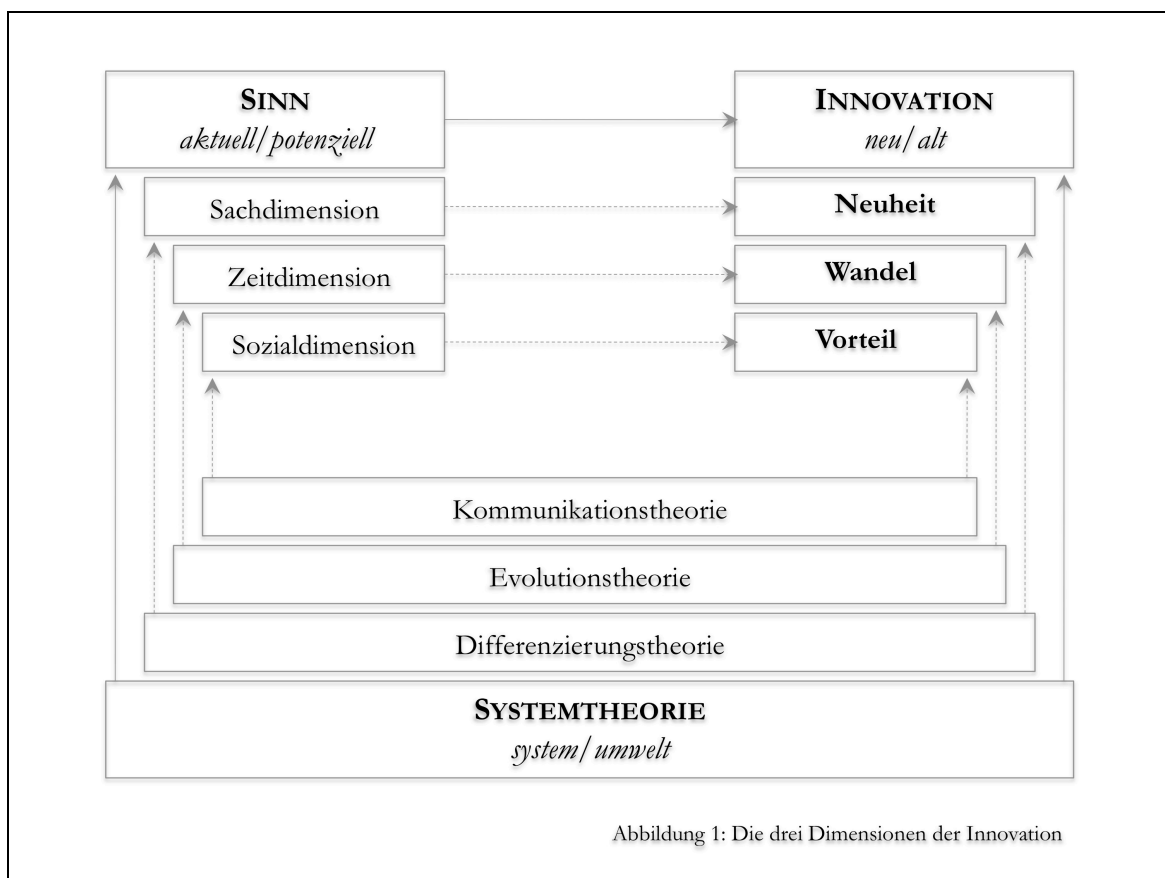 SINN
aktuell/potenziell
INNOVATION
neu/alt
Sachdimension
Neuheit
Zeitdimension
Wandel
Sozialdimension
Vorteil
Kommunikationstheorie
Evolutionstheorie
Differenzierungstheorie
SYSTEMTHEORIE
system/umwelt
Abbildung 1: Die drei Dimensionen der Innovation